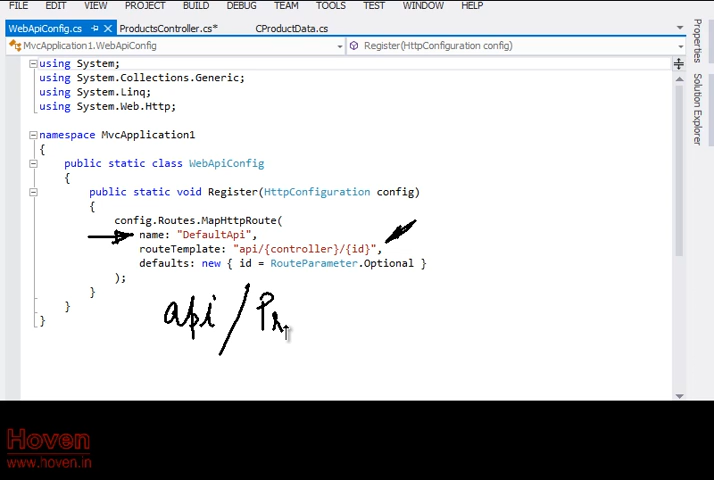 FILE EDIT VIEW PROJECT BUILD DEBUG TEAM TOOLS TEST WINDOW HELP
WebApiConfig.cs ProductsController.cs* CProductData.cs
MvcApplication1.WebApiConfig Register(HttpConfiguration config)
using System;
using System.Collections.Generic;
using System.Linq;
using System.Web.Http;
namespace MvcApplication1
{
public static class WebApiConfig
{
public static void Register(HttpConfiguration config)
{
config.Routes.MapHttpRoute(
name: "DefaultApi",
routeTemplate: "api/{controller}/{id}",
defaults: new { id = RouteParameter.Optional }
);
}
}
}
api/Pr
Properties
Solution Explorer
Hoven
www.hoven.in